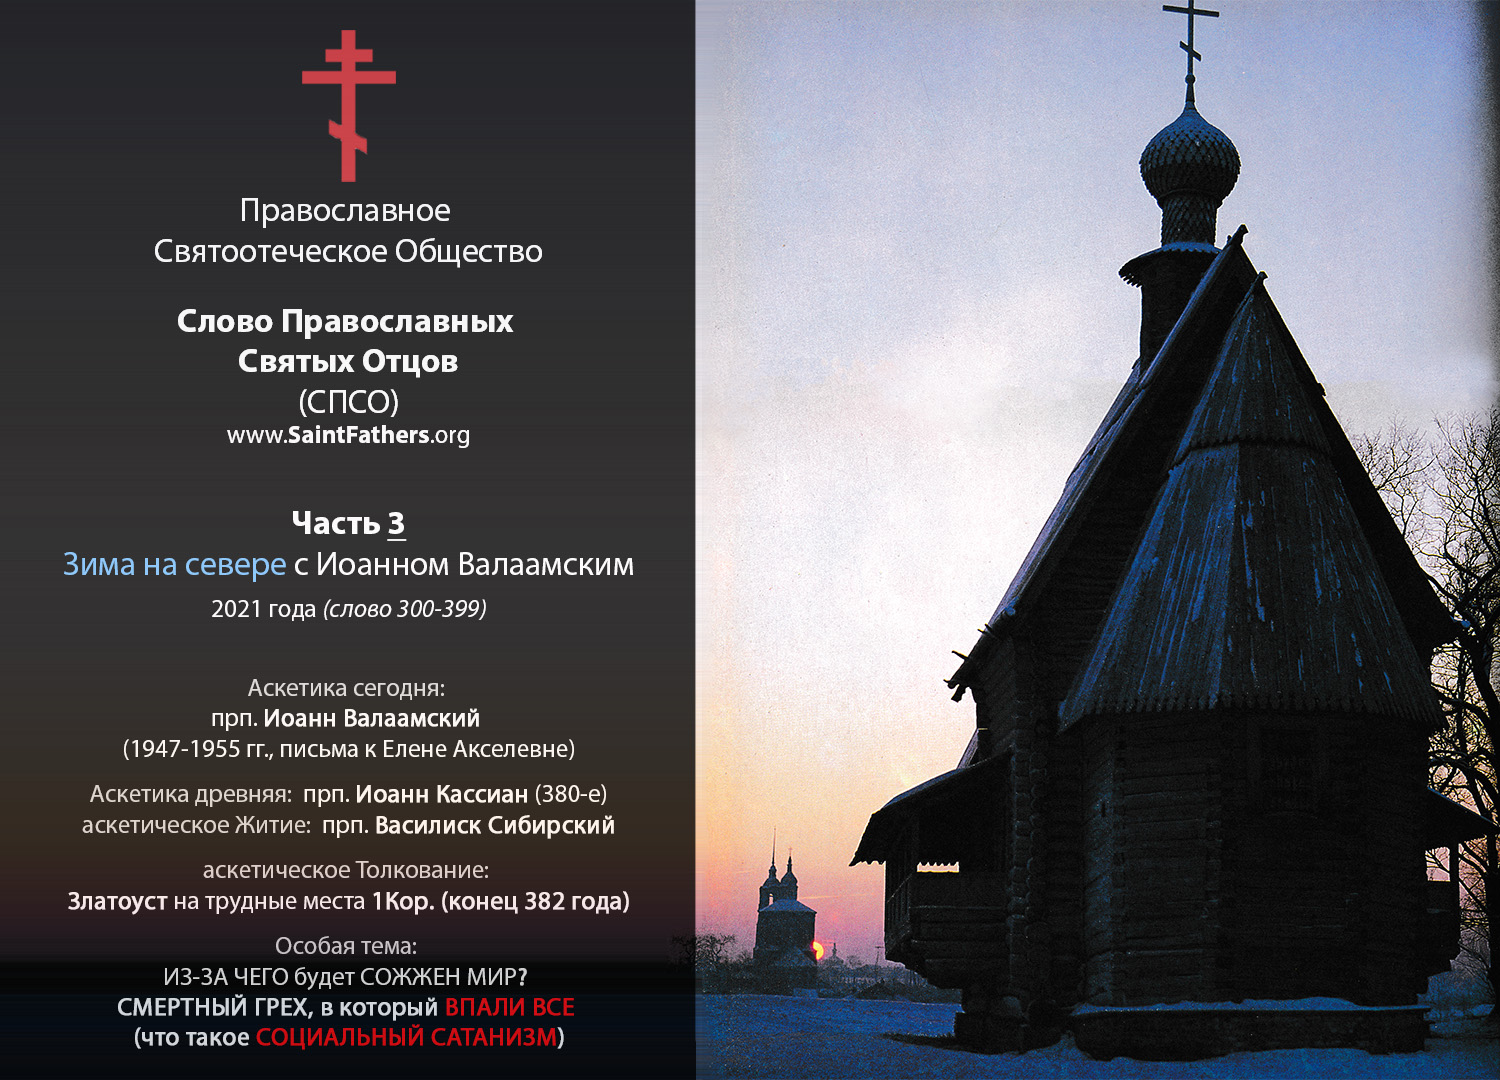 Православное
Святоотеческое Общество
Слово Православных
Святых Отцов
(СПСО)
www.SaintFathers.org
Часть 3
Зима на севере с Иоанном Валаамским
2021 года (слово 300-399)
Аскетика сегодня:
прп. Иоанн Валаамский
(1947-1955 гг., письма к Елене Акселевне)
Аскетика древняя: прп. Иоанн Кассиан (380-е)
аскетическое Житие: прп. Василиск Сибирский
аскетическое Толкование:
Златоуст на трудные места 1Кор. (конец 382 года)
Особая тема:
ИЗ-ЗА ЧЕГО будет СОЖЖЕН МИР?
СМЕРТНЫЙ ГРЕХ, в который ВПАЛИ ВСЕ
(что такое СОЦИАЛЬНЫЙ САТАНИЗМ)